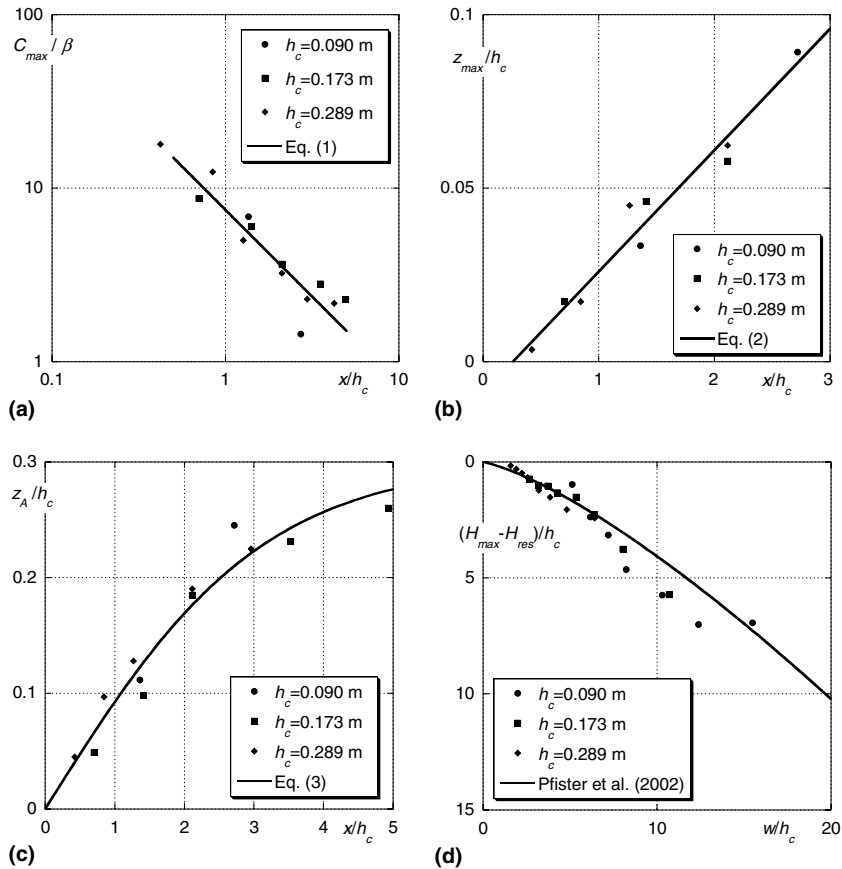 100
C_max / β
10
1
0.1
1
10
x/h_c
h_c=0.090 m
h_c=0.173 m
h_c=0.289 m
Eq. (1)
(a)
0.1
z_max/h_c
0.05
0
0
1
2
3
x/h_c
h_c=0.090 m
h_c=0.173 m
h_c=0.289 m
Eq. (2)
(b)
0.3
z_A/h_c
0.2
0.1
0
0
1
2
3
4
5
x/h_c
h_c=0.090 m
h_c=0.173 m
h_c=0.289 m
Eq. (3)
(c)
0
(H_max-H_res)/h_c
5
10
15
0
10
20
w/h_c
h_c=0.090 m
h_c=0.173 m
h_c=0.289 m
Pfister et al. (2002)
(d)